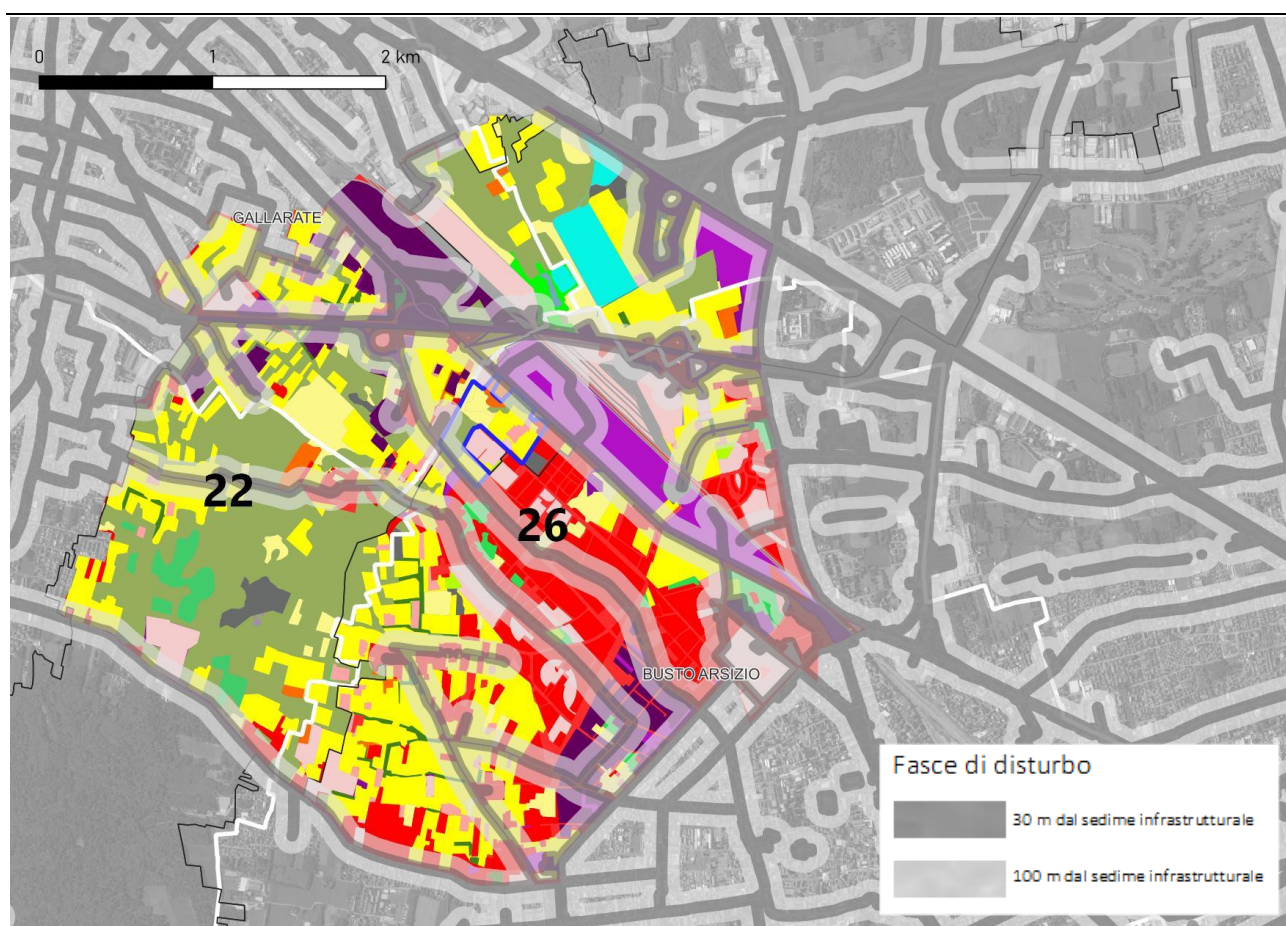 0 1 2 km
GALLARATE
22
26
BUSTO ARSIZIO
Fasce di disturbo
30 m dal sedime infrastrutturale
100 m dal sedime infrastrutturale